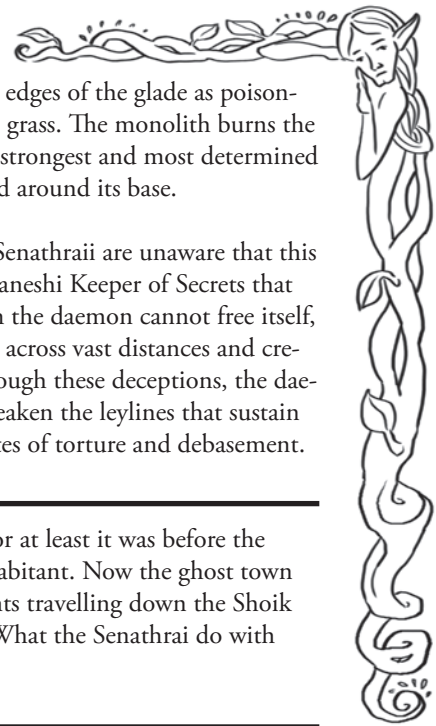 edges of the glade as poison-
grass. The monolith burns the
strongest and most determined
d around its base.
Senathraii are unaware that this
aneshi Keeper of Secrets that
n the daemon cannot free itself,
across vast distances and cre-
ough these deceptions, the dae-
eaken the leylines that sustain
tes of torture and debasement.
or at least it was before the
abitant. Now the ghost town
nts travelling down the Shoik
What the Senathrai do with